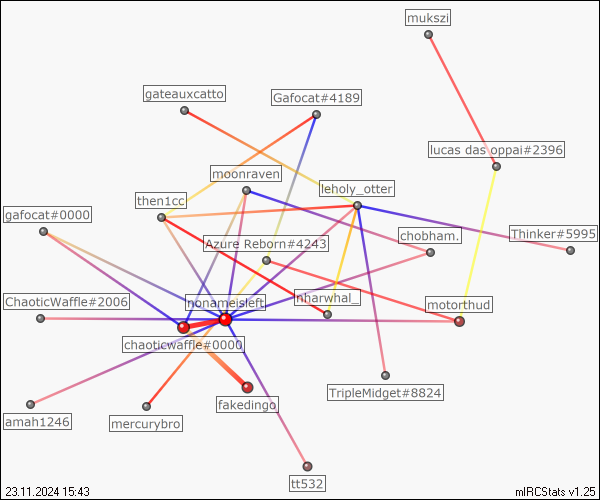 mukszi
gateauxcatto
Gafocat#4189
lucas das oppai#2396
moonraven
leholy_otter
then1cc
gafocat#0000
Azure Reborn#4243
chobham.
Thinker#5995
ChaoticWaffle#2006
nonameisleft
nharwhal_
motorthud
chaoticwaffle#0000
TripleMidget#8824
fakedingo
amah1246
mercurybro
tt532
23.11.2024 15:43
mIRCStats v1.25